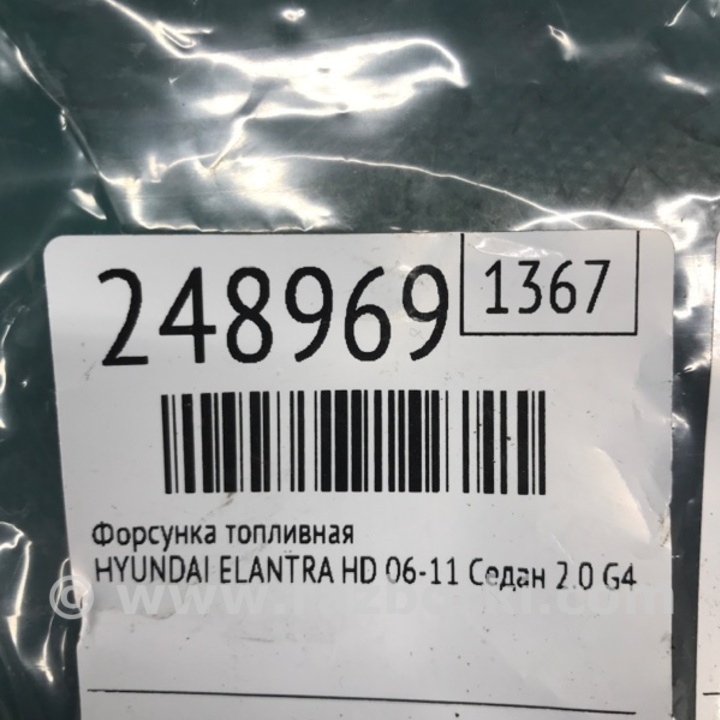 248969
1367
Форсунка топливная
HYUNDAI ELANTRA HD 06-11 Седан 2.0 G4